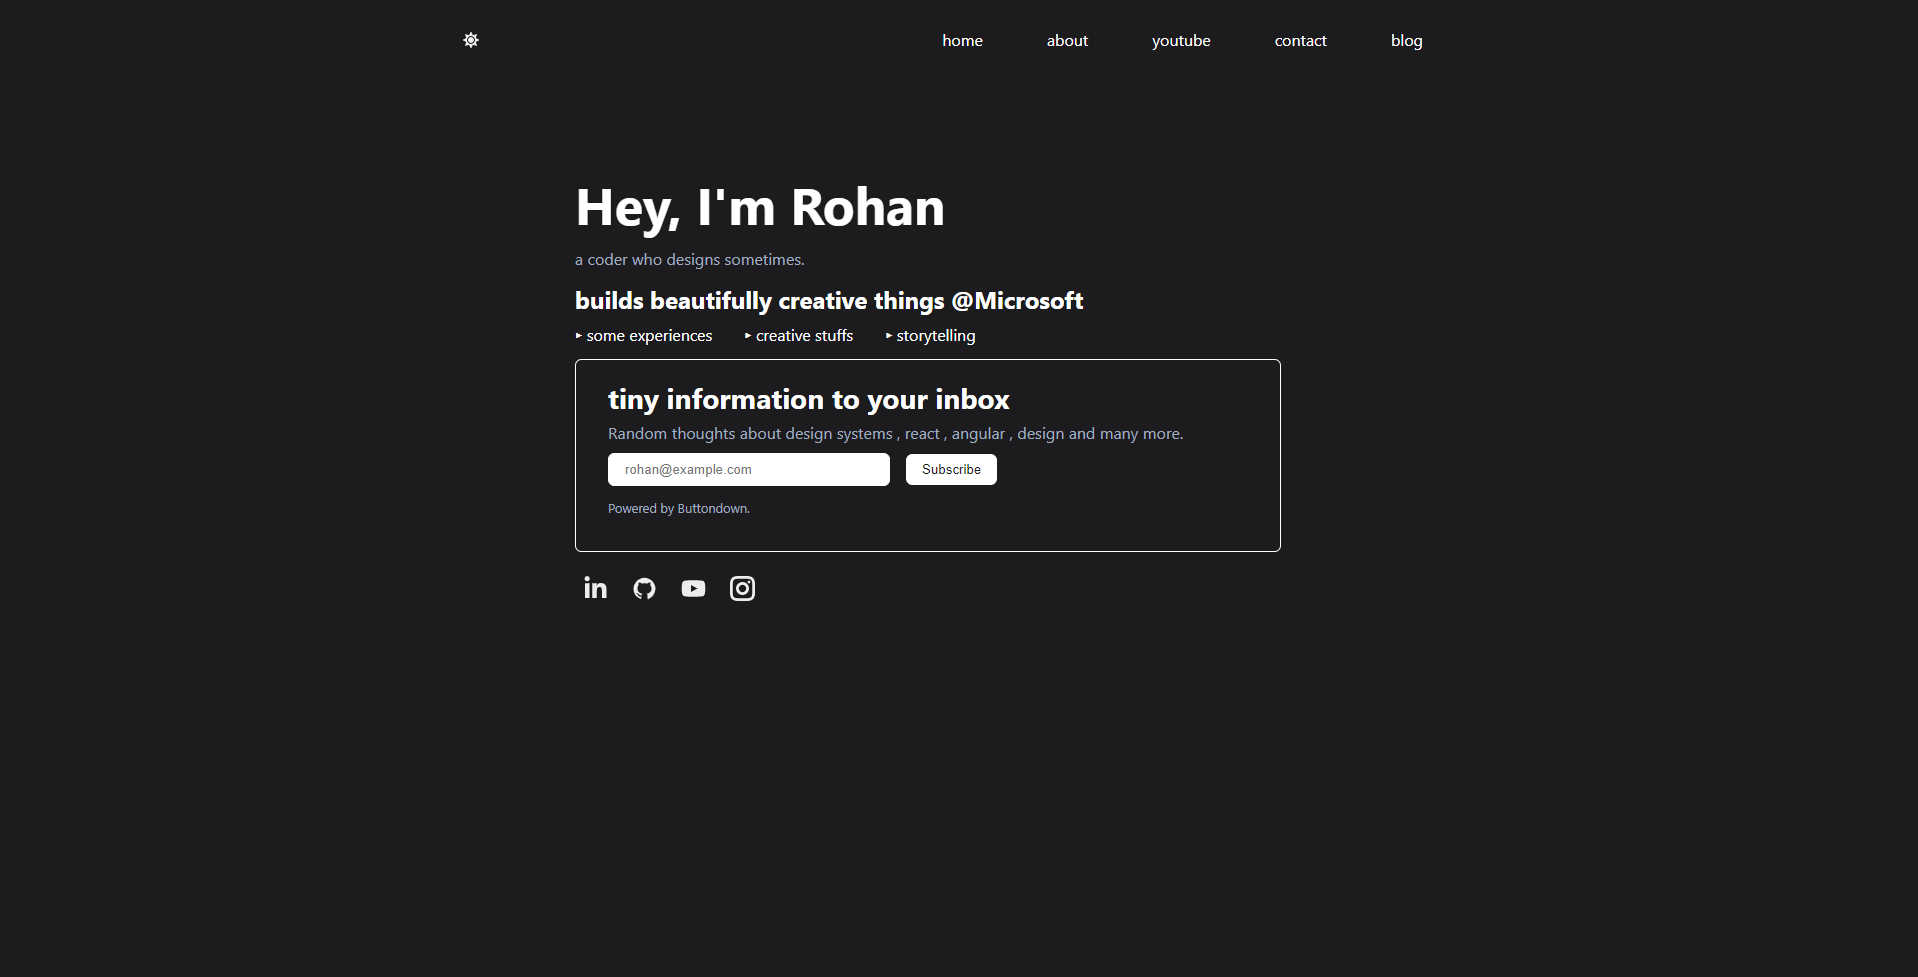 home about youtube contact blog
Hey, I'm Rohan
a coder who designs sometimes.
builds beautifully creative things @Microsoft
‣ some experiences ‣ creative stuffs ‣ storytelling
tiny information to your inbox
Random thoughts about design systems , react , angular , design and many more.
rohan@example.com Subscribe
Powered by Buttondown.
in